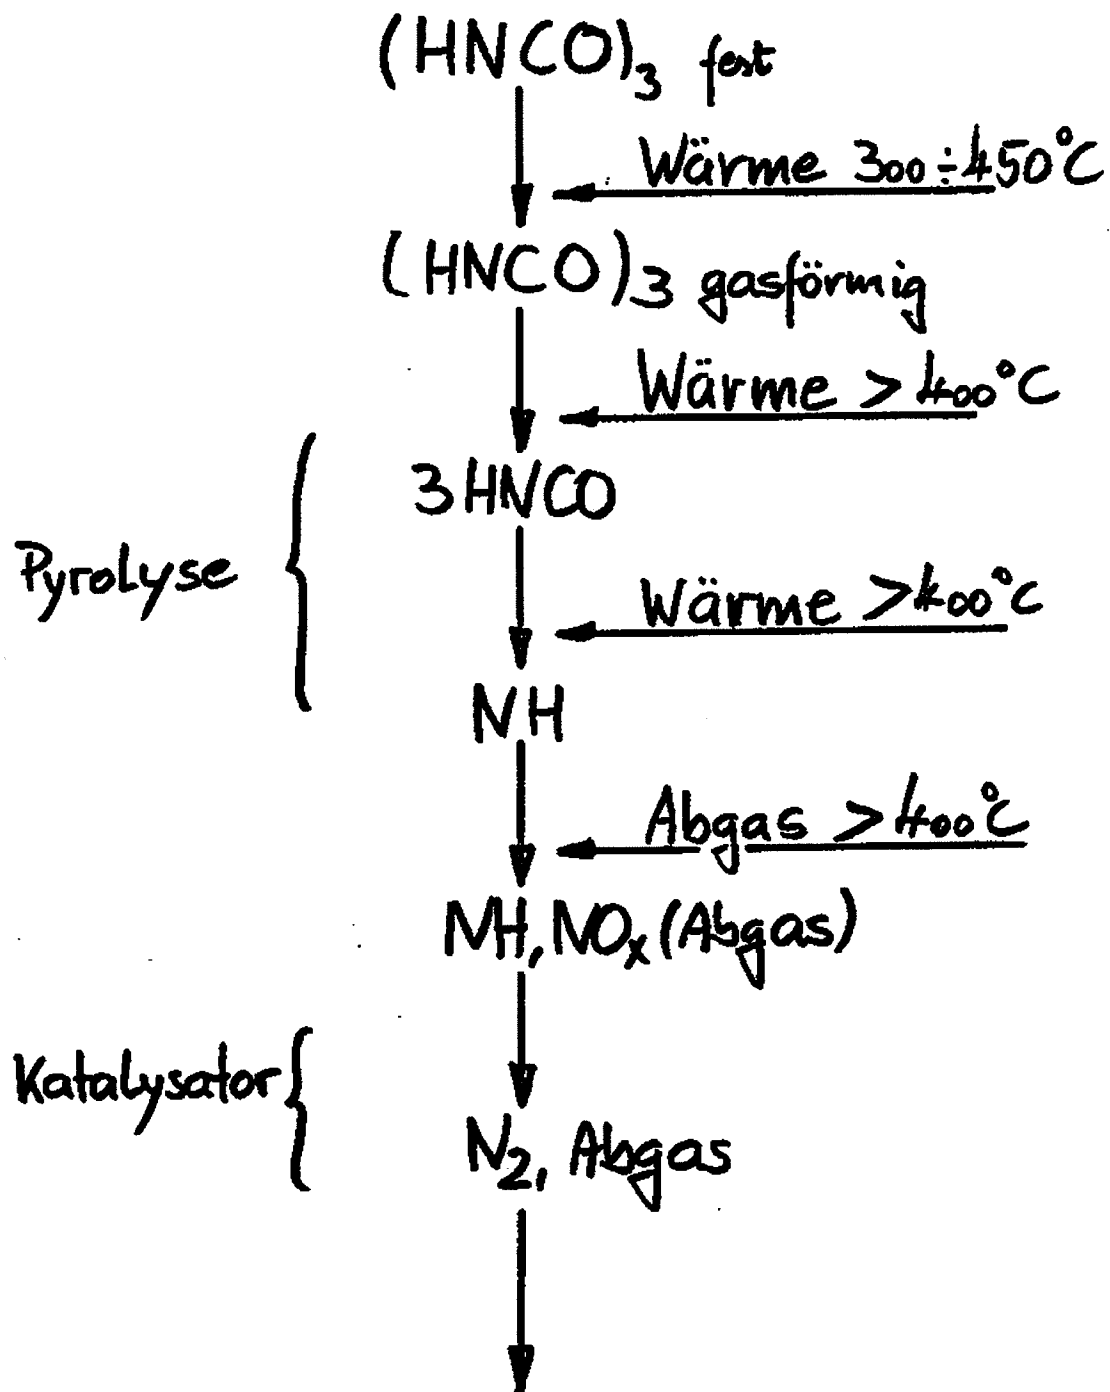 (HNCO)₃ fest
Wärme 300÷450°C
(HNCO)₃ gasförmig
Wärme >400°C
3HNCO
Pyrolyse
Wärme >400°C
NH
Abgas >400°C
NH, NOₓ (Abgas)
Katalysator
N₂, Abgas